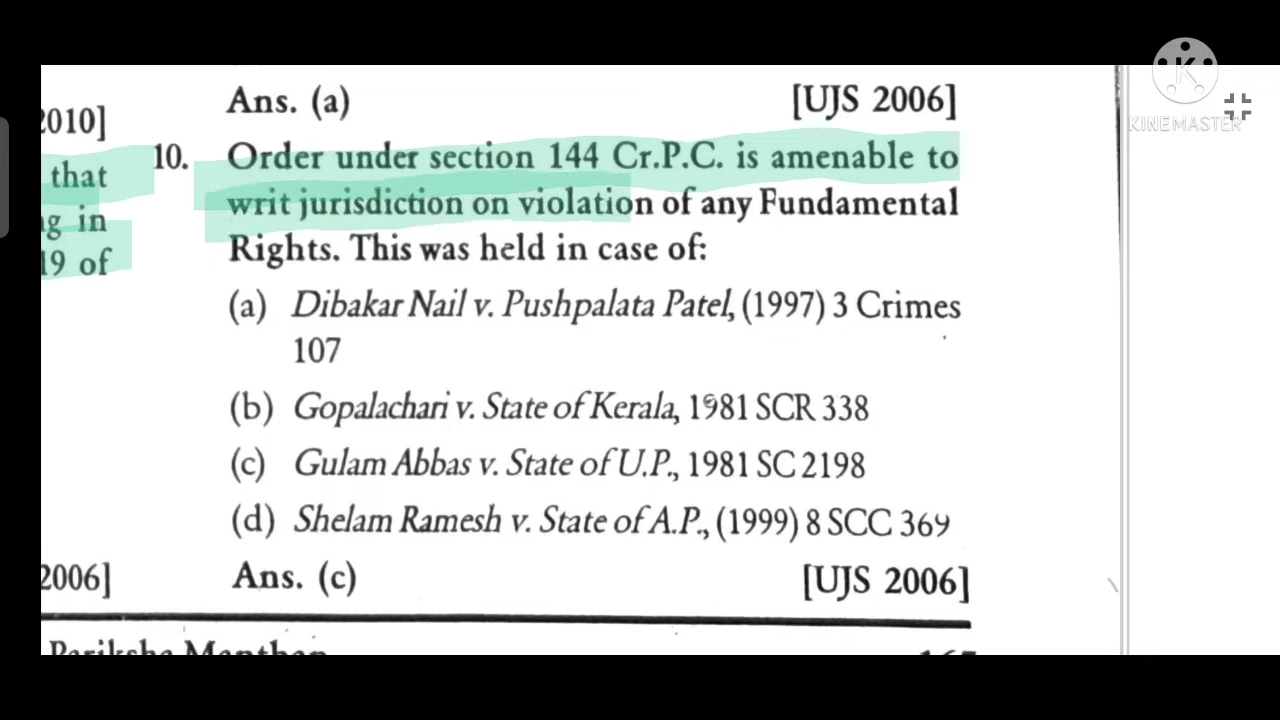 Ans. (a) [UJS 2006]
2010]
10. Order under section 144 Cr.P.C. is amenable to
that
writ jurisdiction on violation of any Fundamental
g in
Rights. This was held in case of:
19 of
(a) Dibakar Nail v. Pushpalata Patel, (1997) 3 Crimes
107
(b) Gopalachari v. State of Kerala, 1981 SCR 338
(c) Gulam Abbas v. State of U.P., 1981 SC 2198
(d) Shelam Ramesh v. State of A.P., (1999) 8 SCC 369
2006] Ans. (c) [UJS 2006]
Pariksha Manthan
K
KINEMASTER